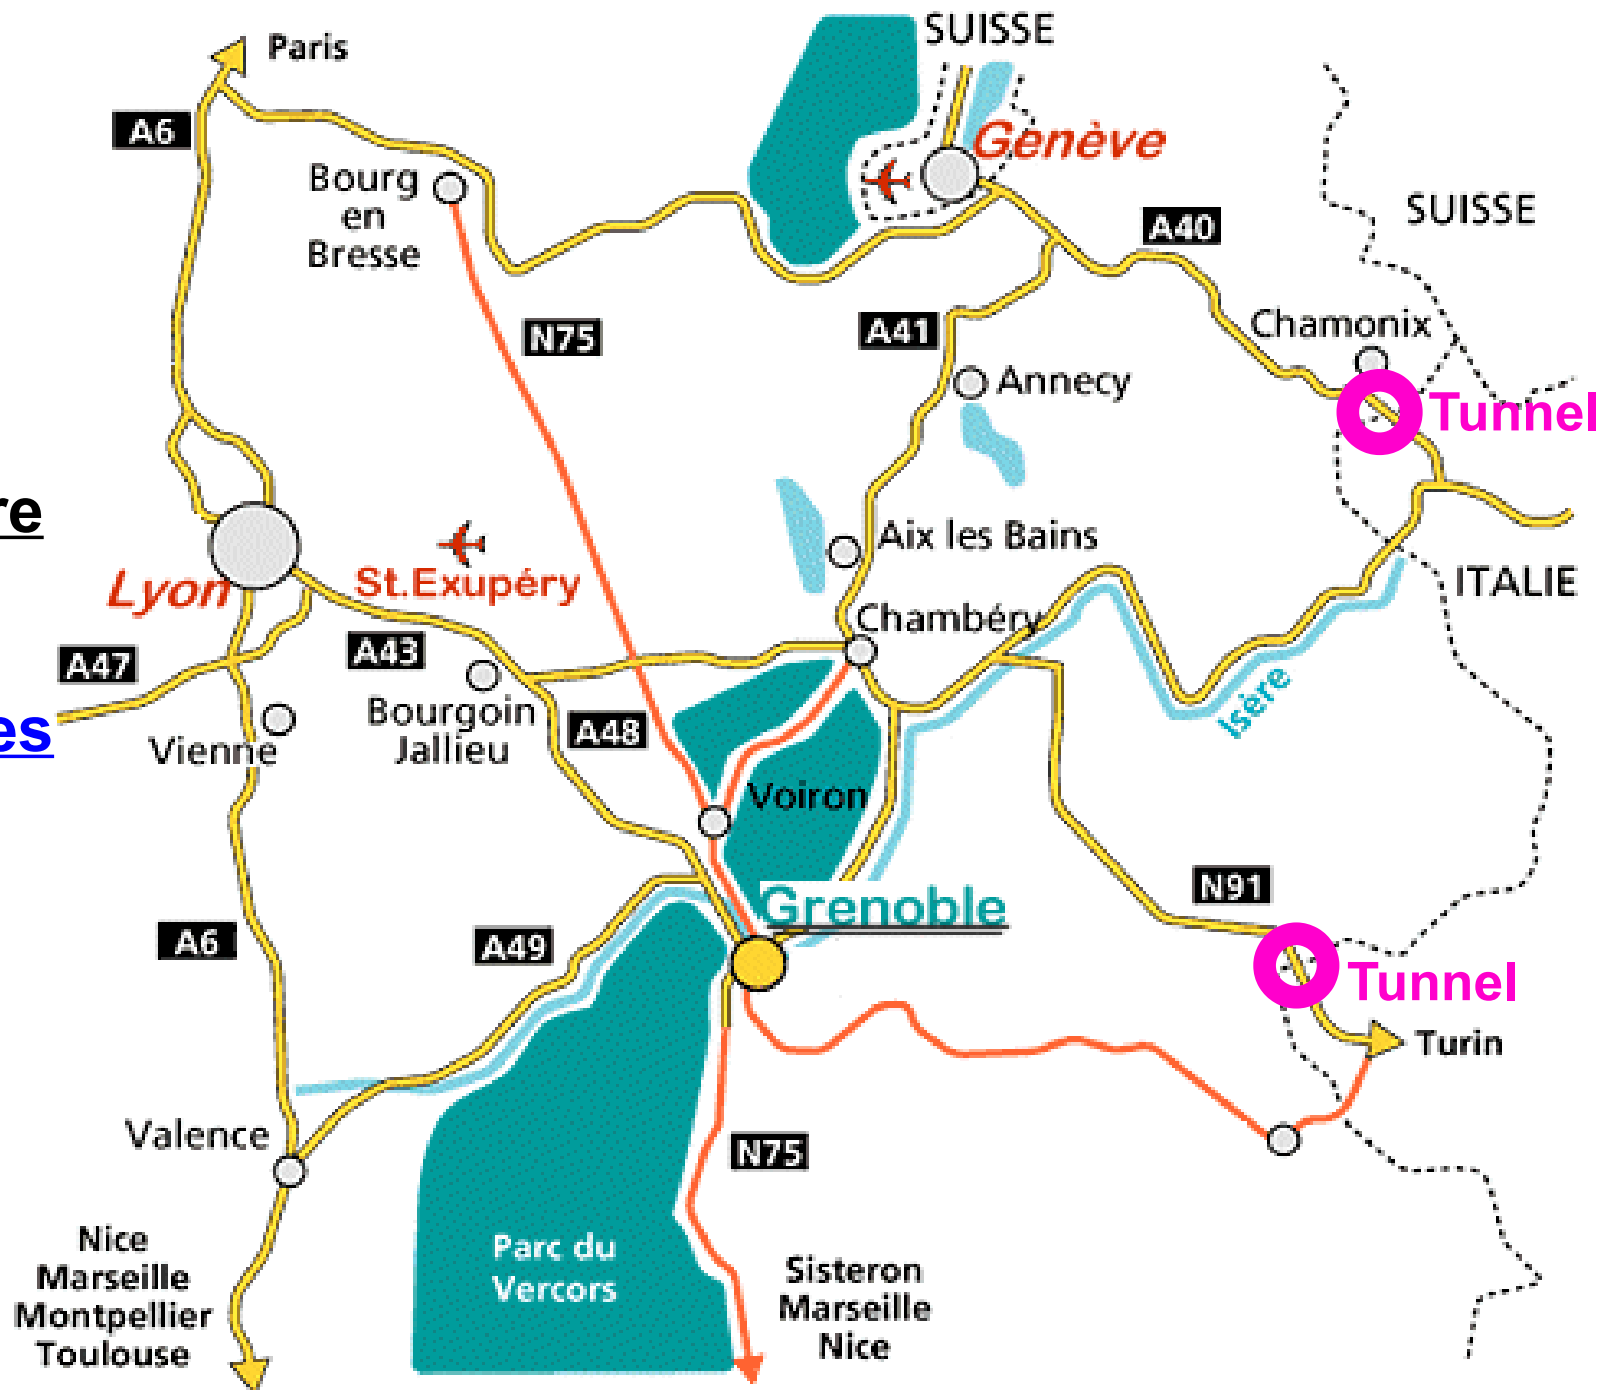 SUISSE
Paris
A6
Genève
Bourg
en
Bresse
SUISSE
A40
N75
A41
Chamonix
Annecy
Tunnel
re
Aix les Bains
St.Exupéry
Lyon
ITALIE
Chambéry
A43
A47
Isère
Bourgoin
Jallieu
A48
es
Vienne
Voiron
N91
Grenoble
A6
A49
Tunnel
Turin
Valence
N75
Nice
Marseille
Montpellier
Toulouse
Parc du
Vercors
Sisteron
Marseille
Nice